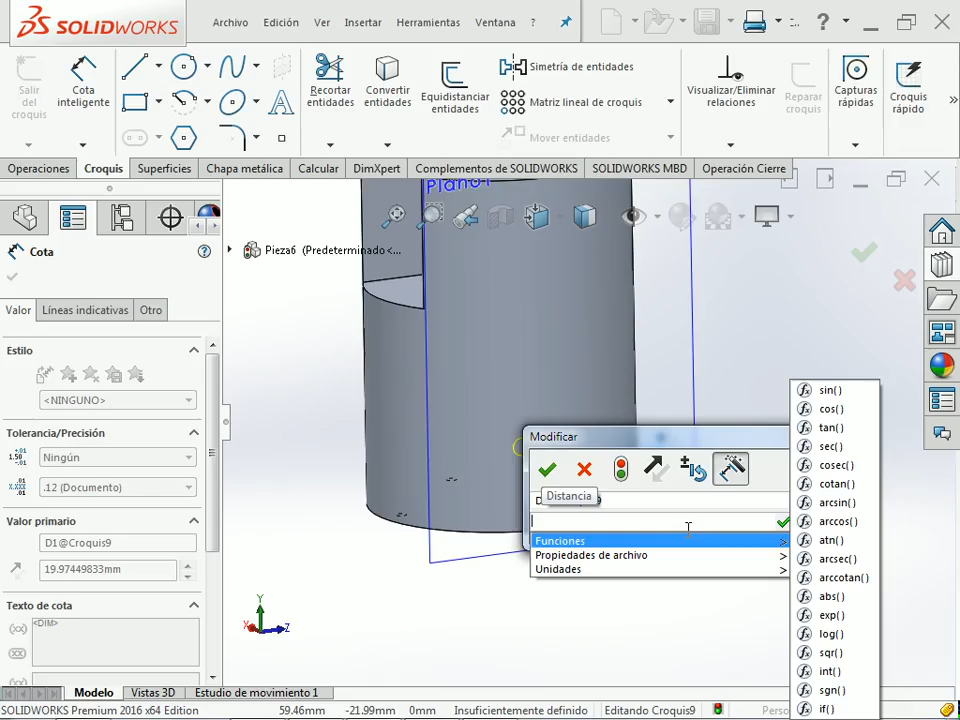 SOLIDWORKS
Archivo Edición Ver Insertar Herramientas Ventana ? ...
Salir del croquis
Cota inteligente
Recortar entidades
Convertir entidades
Equidistanciar entidades
Simetría de entidades
Matriz lineal de croquis
Mover entidades
Visualizar/Eliminar relaciones
Reparar croquis
Capturas rápidas
Croquis rápido
Operaciones Croquis Superficies Chapa metálica Calcular DimXpert Complementos de SOLIDWORKS SOLIDWORKS MBD Operación Cierre
Pieza6 (Predeterminado<...
Cota
Valor Líneas indicativas Otro
Estilo
<NINGUNO>
Tolerancia/Precisión
1.50 Ningún
.12 (Documento)
Valor primario
D1@Croquis9
19.97449833mm
Texto de cota
<DIM>
Modificar
Distancia
Funciones
Propiedades de archivo
Unidades
sin()
cos()
tan()
sec()
cosec()
cotan()
arcsin()
arccos()
atn()
arcsec()
arccotan()
abs()
exp()
log()
sqr()
int()
sgn()
if()
Y
X Z
Modelo Vistas 3D Estudio de movimiento 1
SOLIDWORKS Premium 2016 x64 Edition 59.46mm -21.99mm 0mm Insuficientemente definido Editando Croquis9